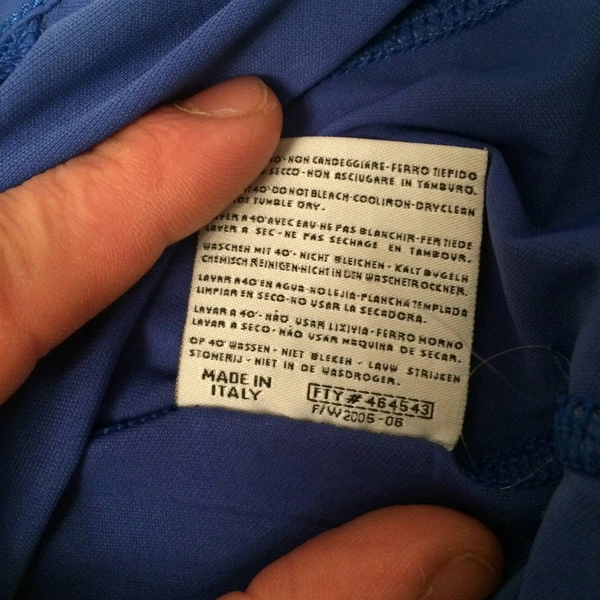 40°-NON CANDEGGIARE-FERRO TIEPIDO
SECCO-NON ASCIUGARE IN TAMBURO.
40°-DO NOT BLEACH-COOL IRON-DRYCLEAN
TUMBLE DRY.
LAVER A 40° AVEC EAU-NE PAS BLANCHIR-FER TIEDE
LAVER A SEC-NE PAS SECHAGE EN TAMBOUR.
WASCHEN MIT 40°-NICHT BLEICHEN-KALT BUGELN
CHEMISCH REINIGEN-NICHT IN DEN WASCHETROCKNER.
LAVAR A 40° EN AGUA-NO LEJIA-PLANCHA TEMPLADA
LIMPIAR EN SECO-NO USAR LA SECADORA.
LAVAR A 40°-NÃO USAR LIXIVIA-FERRO MORNO
LAVAR A SECO-NÃO USAR MAQUINA DE SECAR.
OP 40° WASSEN-NIET BLEKEN-LAUW STRIJKEN
STOMERIJ-NIET IN DE WASDROGER.
MADE IN
ITALY
FTY # 464543
F/W 2005-06